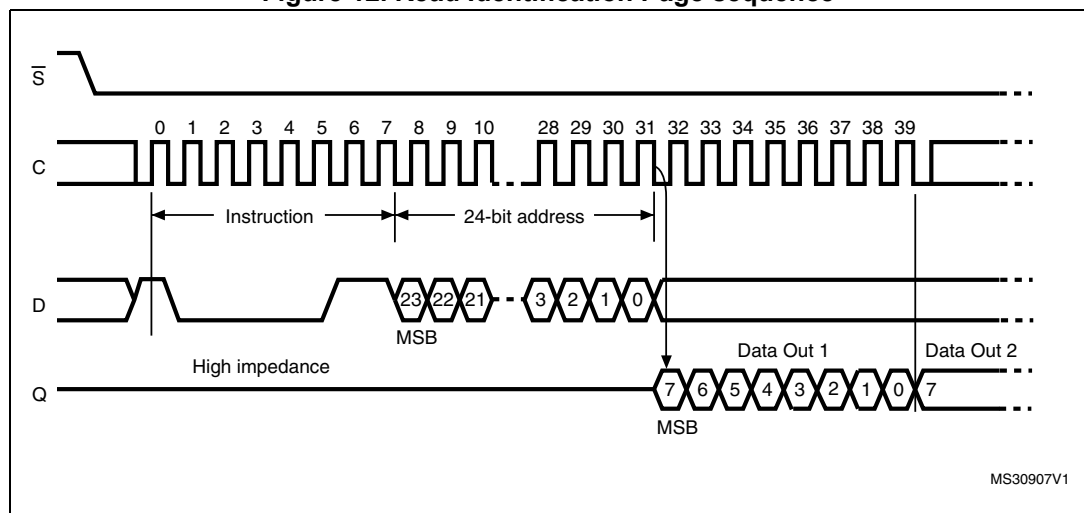 Figure 12. Read Identification Page sequence
S
0 1 2 3 4 5 6 7 8 9 10 28 29 30 31 32 33 34 35 36 37 38 39
C
Instruction 24-bit address
D 23 22 21 3 2 1 0
MSB
High impedance Data Out 1 Data Out 2
Q 7 6 5 4 3 2 1 0 7
MSB
MS30907V1